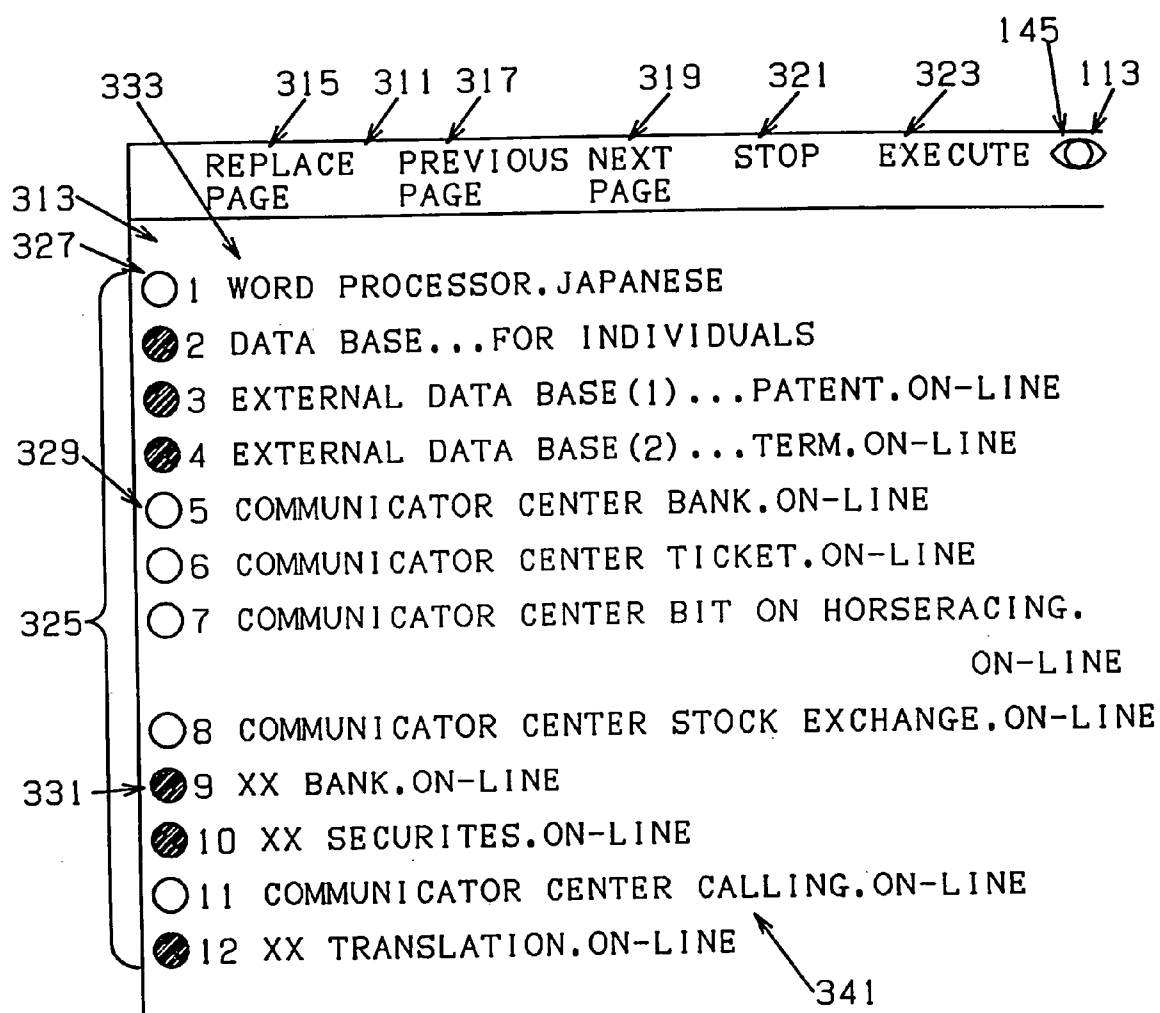 145
333 315 311 317 319 321 323 113
REPLACE PAGE
PREVIOUS PAGE
NEXT PAGE
STOP
EXECUTE
313
327
1 WORD PROCESSOR.JAPANESE
2 DATA BASE...FOR INDIVIDUALS
3 EXTERNAL DATA BASE(1)...PATENT.ON-LINE
329 4 EXTERNAL DATA BASE(2)...TERM.ON-LINE
5 COMMUNICATOR CENTER BANK.ON-LINE
6 COMMUNICATOR CENTER TICKET.ON-LINE
325 7 COMMUNICATOR CENTER BIT ON HORSERACING.
ON-LINE
8 COMMUNICATOR CENTER STOCK EXCHANGE.ON-LINE
331 9 XX BANK.ON-LINE
10 XX SECURITES.ON-LINE
11 COMMUNICATOR CENTER CALLING.ON-LINE
12 XX TRANSLATION.ON-LINE
341